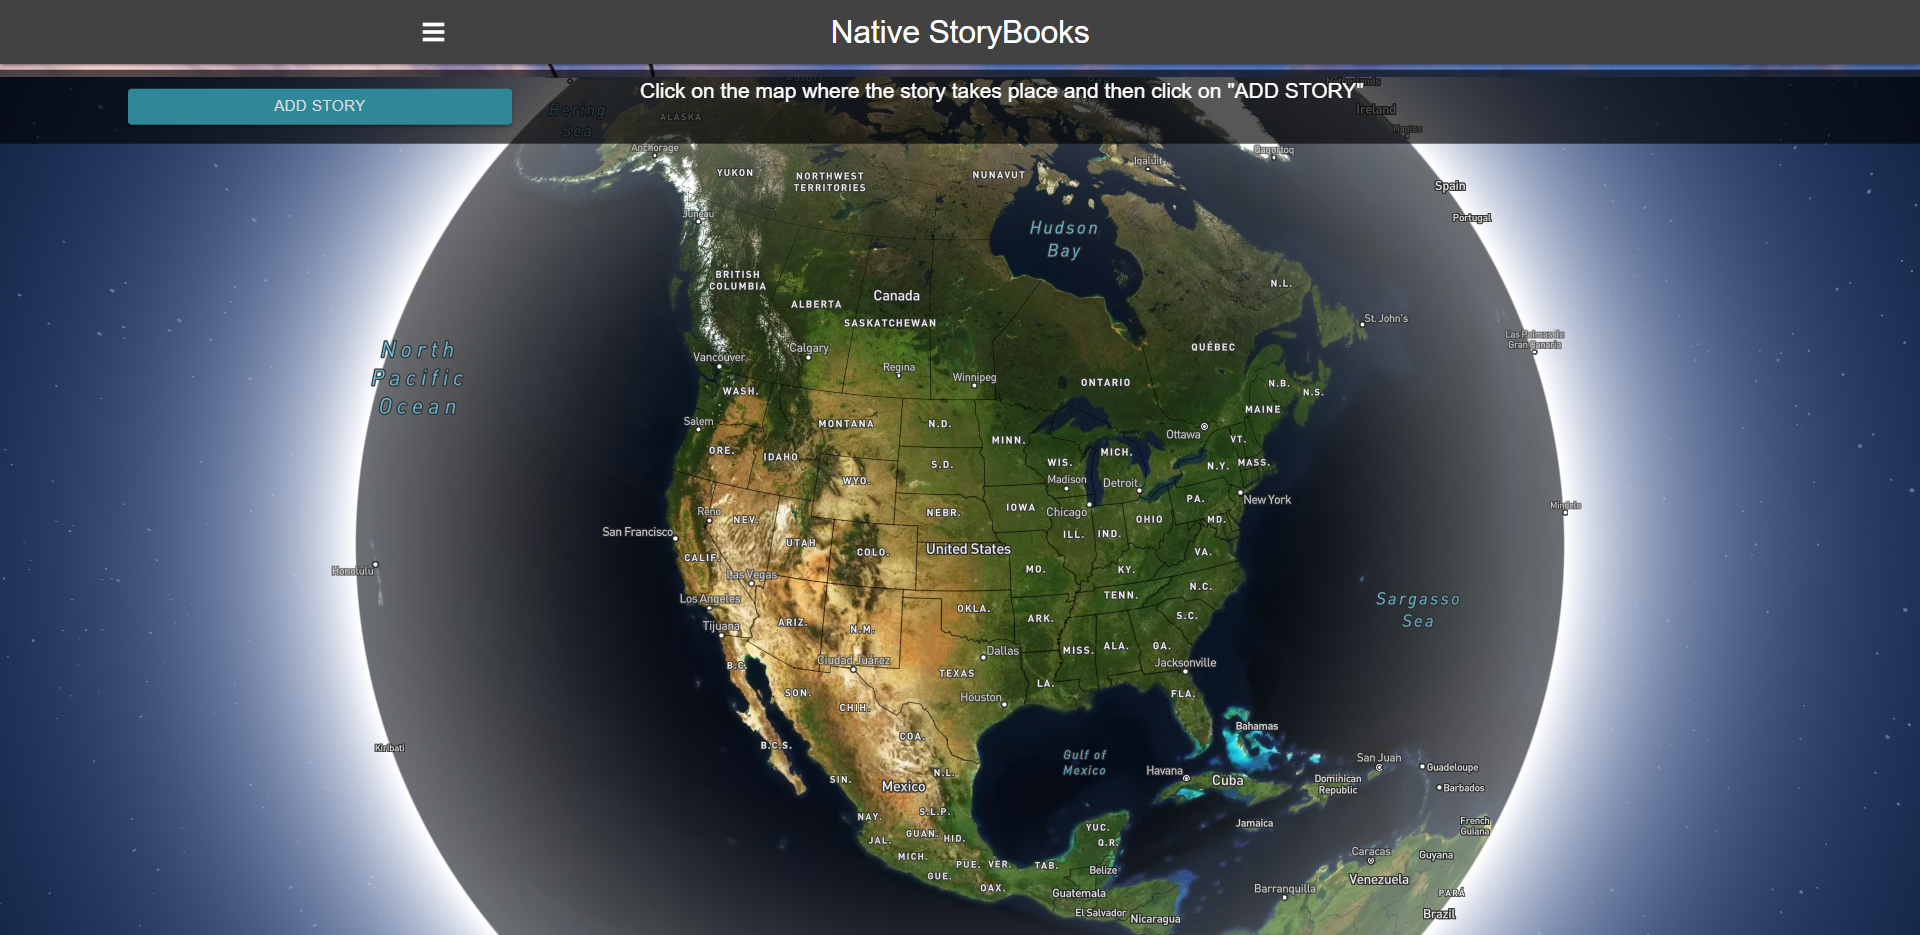 Native StoryBooks
Click on the map where the story takes place and then click on "ADD STORY"
ADD STORY
Bering
Sea
ALASKA
Ireland
Nantes
Anchorage
Qaqortoq
Iqaluit
YUKON
NORTHWEST
TERRITORIES
NUNAVUT
Spain
Portugal
Juneau
Hudson
Bay
BRITISH
COLUMBIA
N.L.
ALBERTA
Canada
SASKATCHEWAN
St. John's
Las Palmas de
Gran Canaria
North
Pacific
Ocean
Vancouver
Calgary
QUÉBEC
Regina
Winnipeg
ONTARIO
N.B.
N.S.
WASH.
MAINE
Salem
MONTANA
N.D.
Ottawa
MINN.
VT.
ORE.
IDAHO
MICH.
S.D.
WIS.
N.Y.
MASS.
WYO.
Madison
Detroit
New York
PA.
Reno
NEV.
NEBR.
IOWA
Chicago
OHIO
MD.
Mindelo
San Francisco
UTAH
COLO.
United States
ILL.
IND.
VA.
CALIF.
Honolulu
Las Vegas
MO.
KY.
N.C.
Los Angeles
TENN.
Sargasso
Sea
OKLA.
ARK.
S.C.
Tijuana
ARIZ.
N.M.
Dallas
MISS.
ALA.
GA.
B.C.
Ciudad Juárez
TEXAS
Jacksonville
LA.
FLA.
SON.
Houston
CHIH.
Bahamas
COA.
Kiribati
B.C.S.
Gulf of
Mexico
San Juan
Guadeloupe
SIN.
N.L.
Havana
Cuba
Dominican
Republic
Barbados
Mexico
NAY.
S.L.P.
Jamaica
French
Guiana
JAL.
GUAN.
HID.
YUC.
Q.R.
MICH.
PUE.
VER.
TAB.
Belize
Caracas
Guyana
GUE.
OAX.
Guatemala
Barranquilla
Venezuela
PARÁ
El Salvador
Nicaragua
Brazil